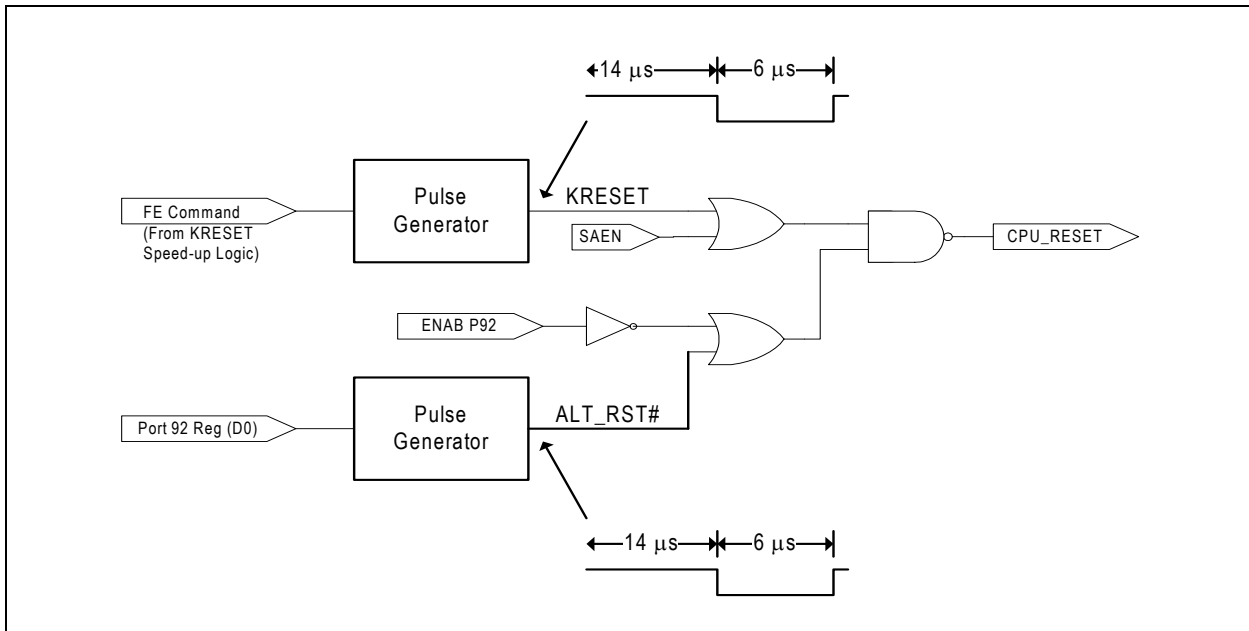 14 μs
6 μs
Pulse
Generator
KRESET
FE Command
(From KRESET
Speed-up Logic)
SAEN
CPU_RESET
ENAB P92
Pulse
Generator
ALT_RST#
Port 92 Reg (D0)
14 μs
6 μs